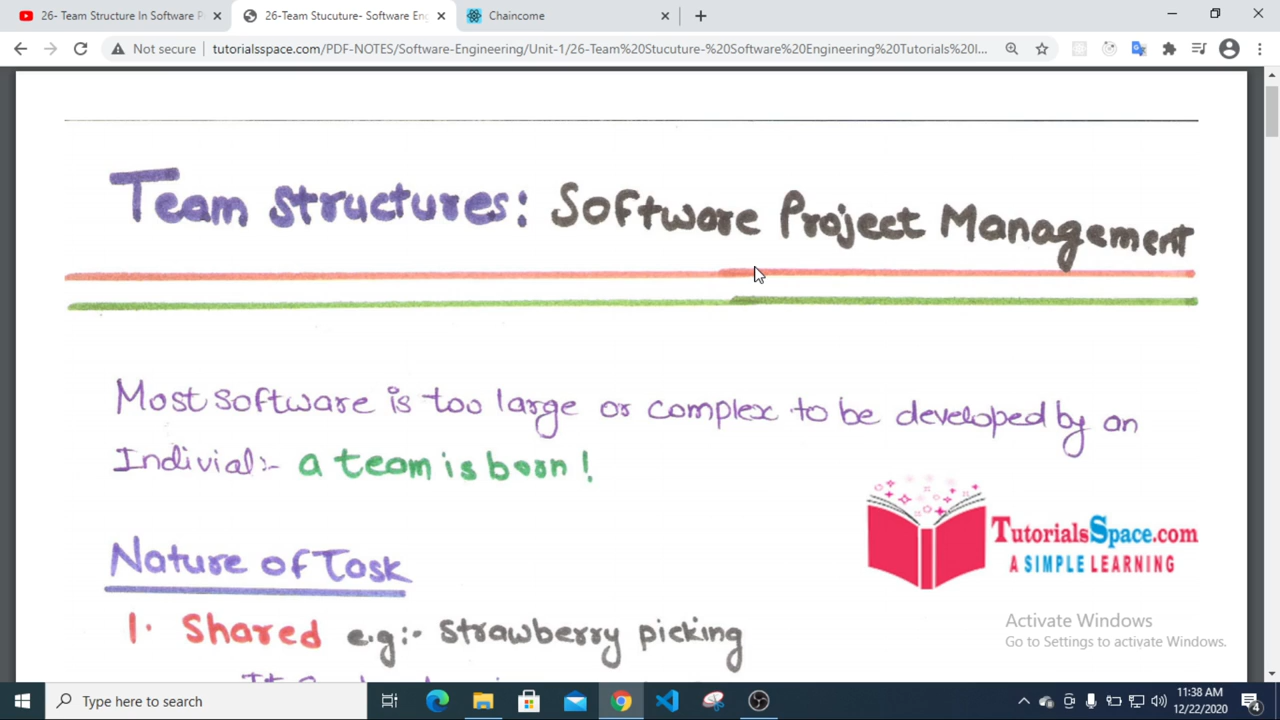 26- Team Structure In Software P
26-Team Stucuture- Software Eng
Chaincome
Not secure
tutorialsspace.com/PDF-NOTES/Software-Engineering/Unit-1/26-Team%20Stucuture-%20Software%20Engineering%20Tutorials%20I...
Team Structures: Software Project Management
Most software is too large or complex to be developed by an
Indivial:- a team is born!
TutorialsSpace.com
A SIMPLE LEARNING
Nature of Task
1. Shared e.g:- strawberry picking
Activate Windows
Go to Settings to activate Windows.
Type here to search
11:38 AM
12/22/2020
4